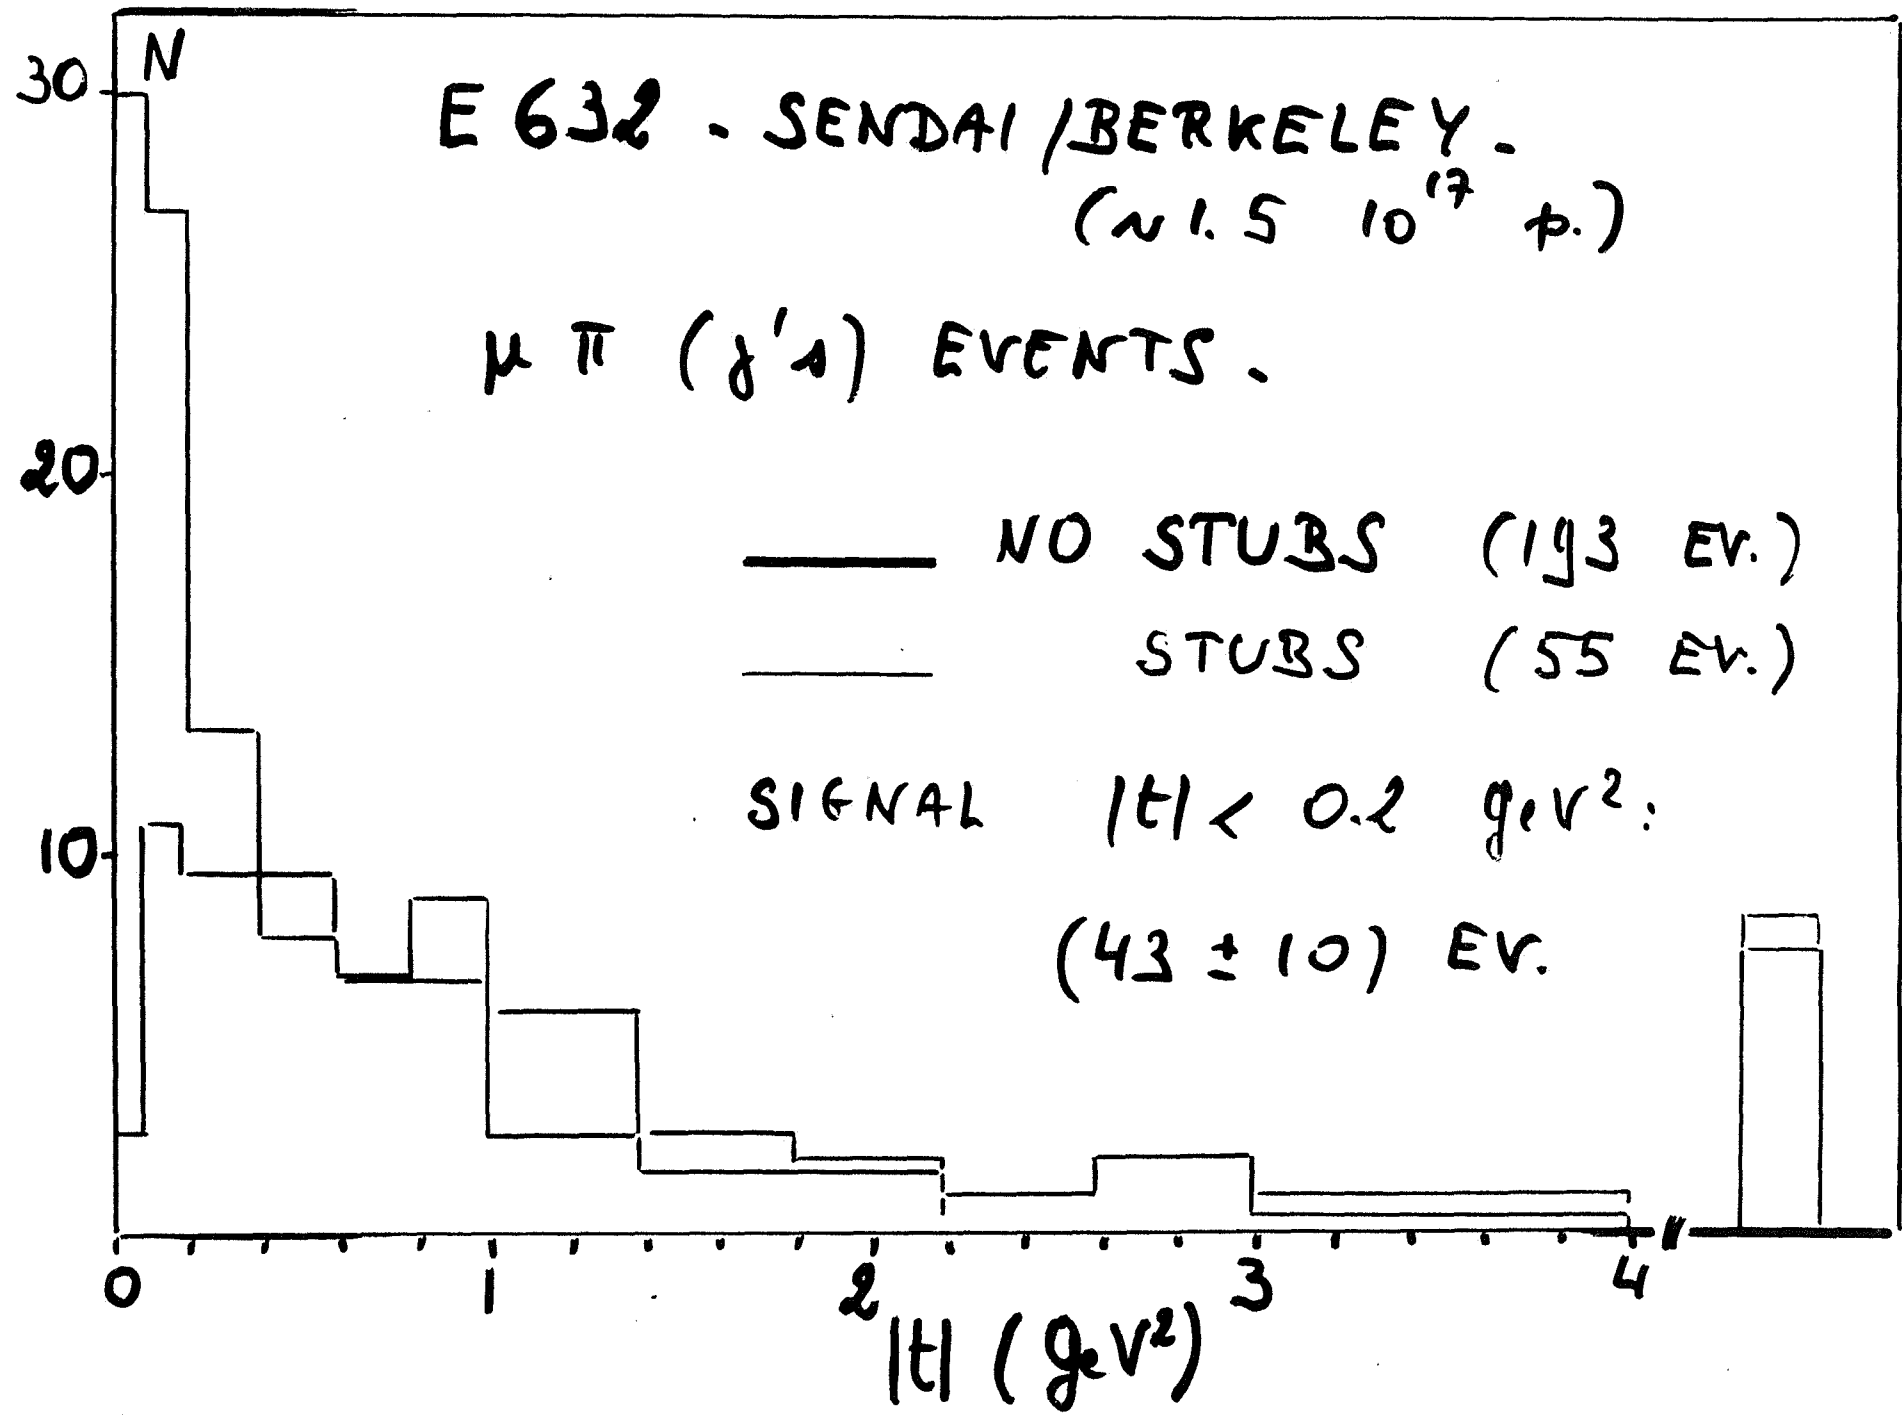 N
30
E 632 - SENDAI/BERKELEY.
(~1.5 10^17 p.)
μ π (γ's) EVENTS.
20
NO STUBS (193 EV.)
STUBS (55 EV.)
SIGNAL |t| < 0.2 GeV²:
10
(43 ± 10) EV.
0 1 2 3 4
|t| (GeV²)